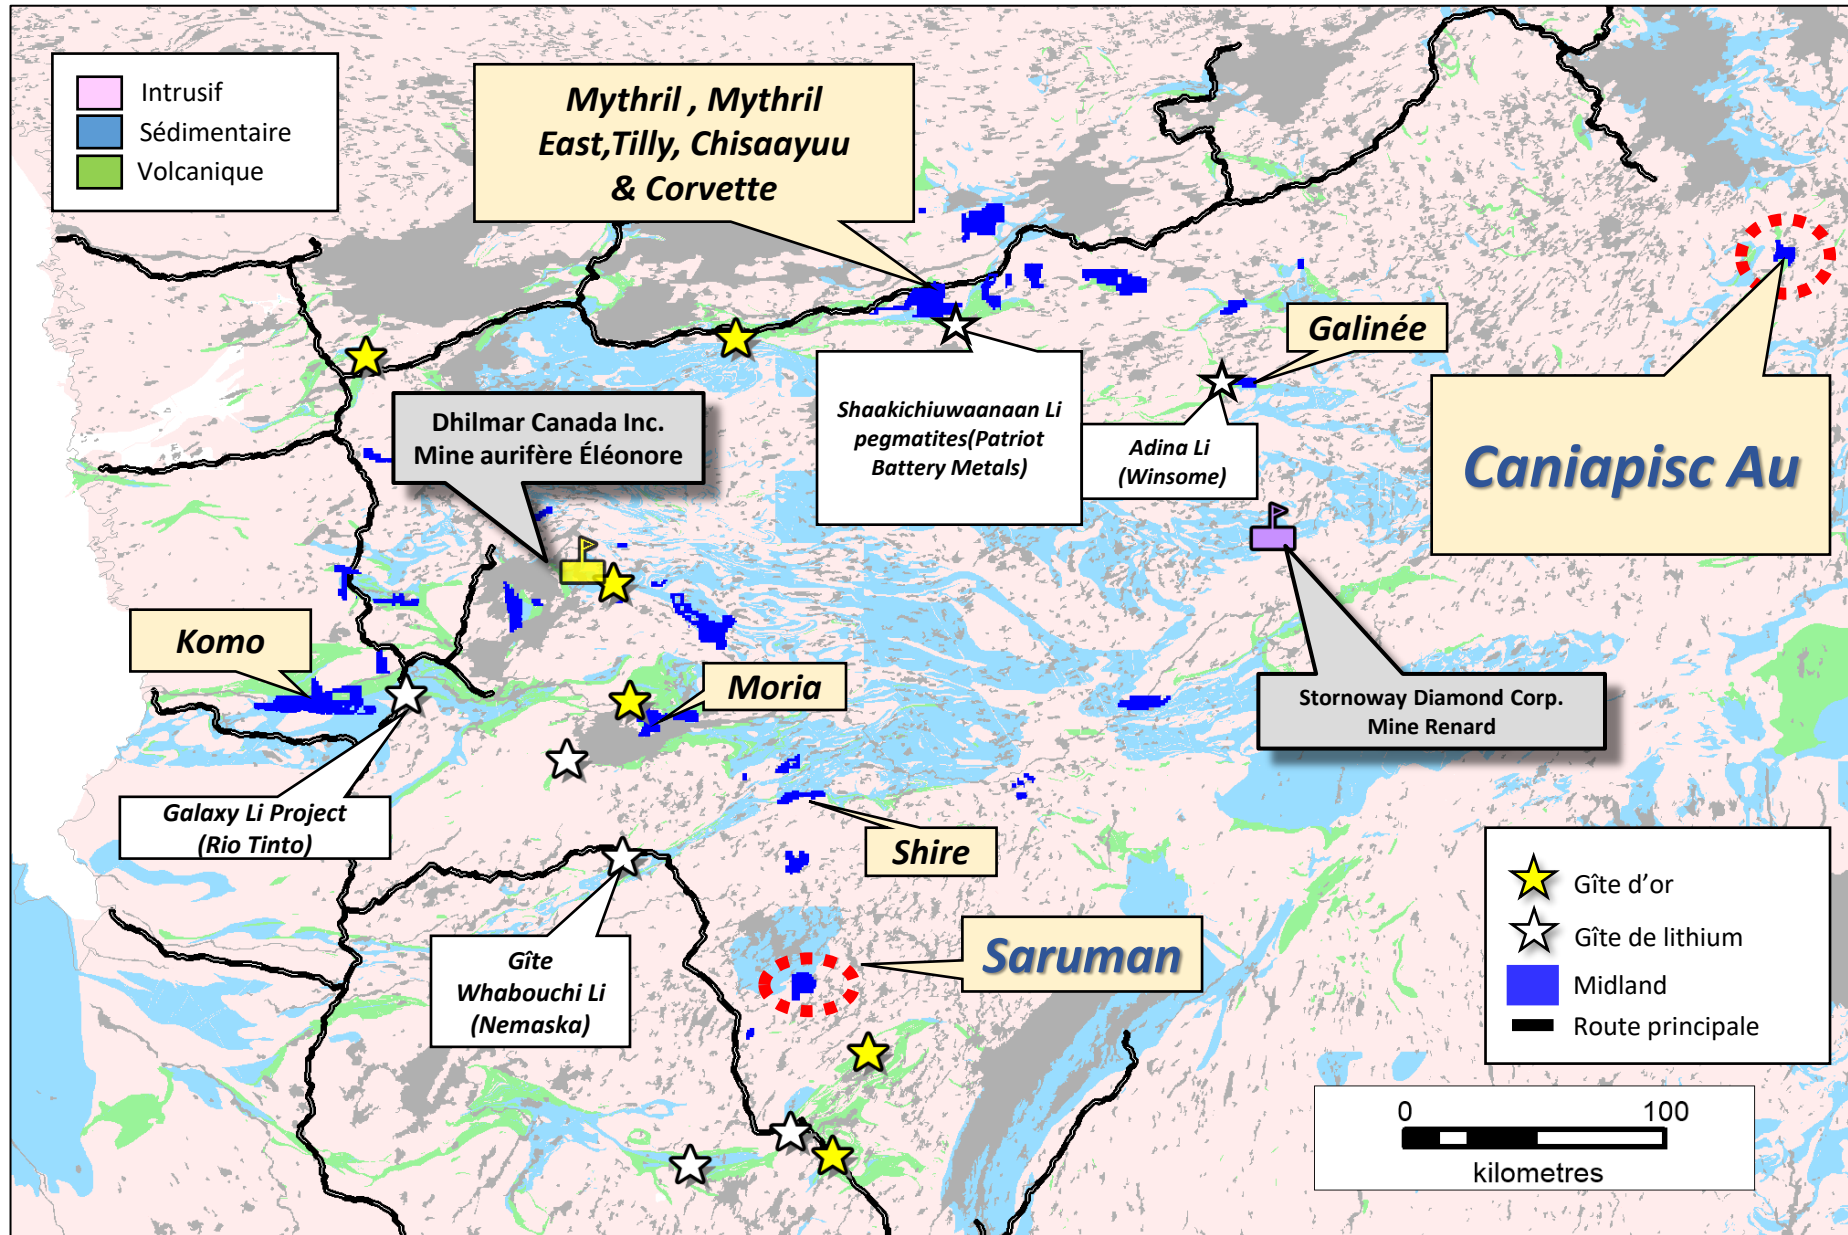 Intrusif
Sédimentaire
Volcanique
Mythril , Mythril
East,Tilly, Chisaayuu
& Corvette
Galinée
Caniapisc Au
Shaakichiuwaanaan Li
pegmatites(Patriot
Battery Metals)
Adina Li
(Winsome)
Dhilmar Canada Inc.
Mine aurifère Éléonore
Komo
Moria
Stornoway Diamond Corp.
Mine Renard
Galaxy Li Project
(Rio Tinto)
Shire
Gîte
Whabouchi Li
(Nemaska)
Saruman
Gîte d’or
Gîte de lithium
Midland
Route principale
0 100
kilometres